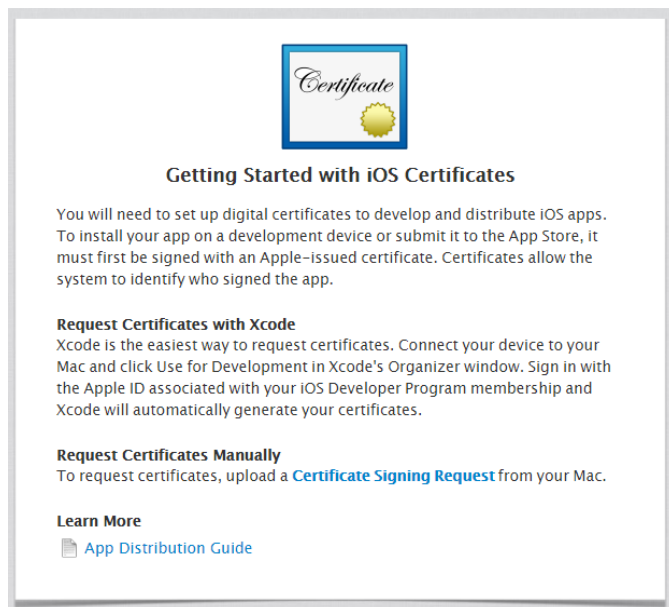 Certificate
Getting Started with iOS Certificates
You will need to set up digital certificates to develop and distribute iOS apps.
To install your app on a development device or submit it to the App Store, it
must first be signed with an Apple-issued certificate. Certificates allow the
system to identify who signed the app.
Request Certificates with Xcode
Xcode is the easiest way to request certificates. Connect your device to your
Mac and click Use for Development in Xcode's Organizer window. Sign in with
the Apple ID associated with your iOS Developer Program membership and
Xcode will automatically generate your certificates.
Request Certificates Manually
To request certificates, upload a Certificate Signing Request from your Mac.
Learn More
App Distribution Guide